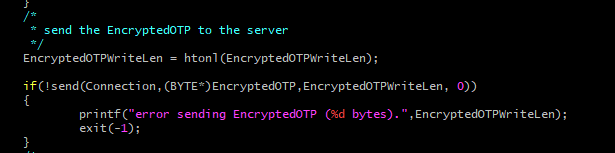 }
/*
 * send the EncryptedOTP to the server
 */
EncryptedOTPWriteLen = htonl(EncryptedOTPWriteLen);

if(!send(Connection,(BYTE*)EncryptedOTP,EncryptedOTPWriteLen, 0))
{
        printf("error sending EncryptedOTP (%d bytes).",EncryptedOTPWriteLen);
        exit(-1);
}